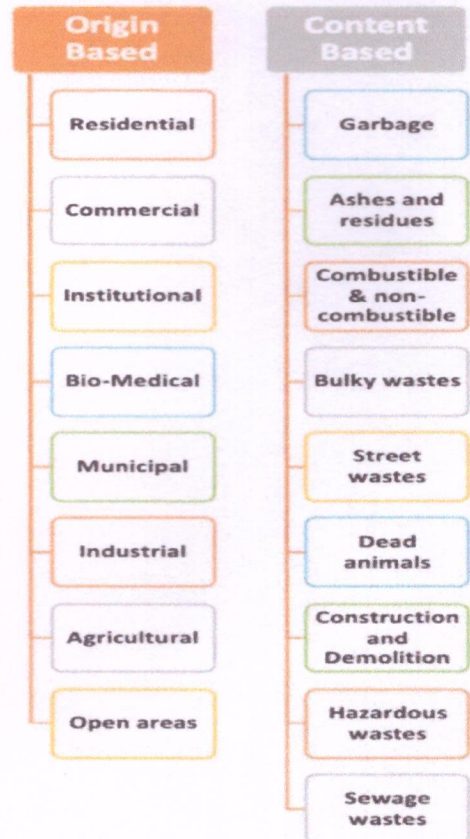 Origin
Based
Residential
Commercial
Institutional
Bio-Medical
Municipal
Industrial
Agricultural
Open areas
Content
Based
Garbage
Ashes and
residues
Combustible
& non-
combustible
Bulky wastes
Street
wastes
Dead
animals
Construction
and
Demolition
Hazardous
wastes
Sewage
wastes